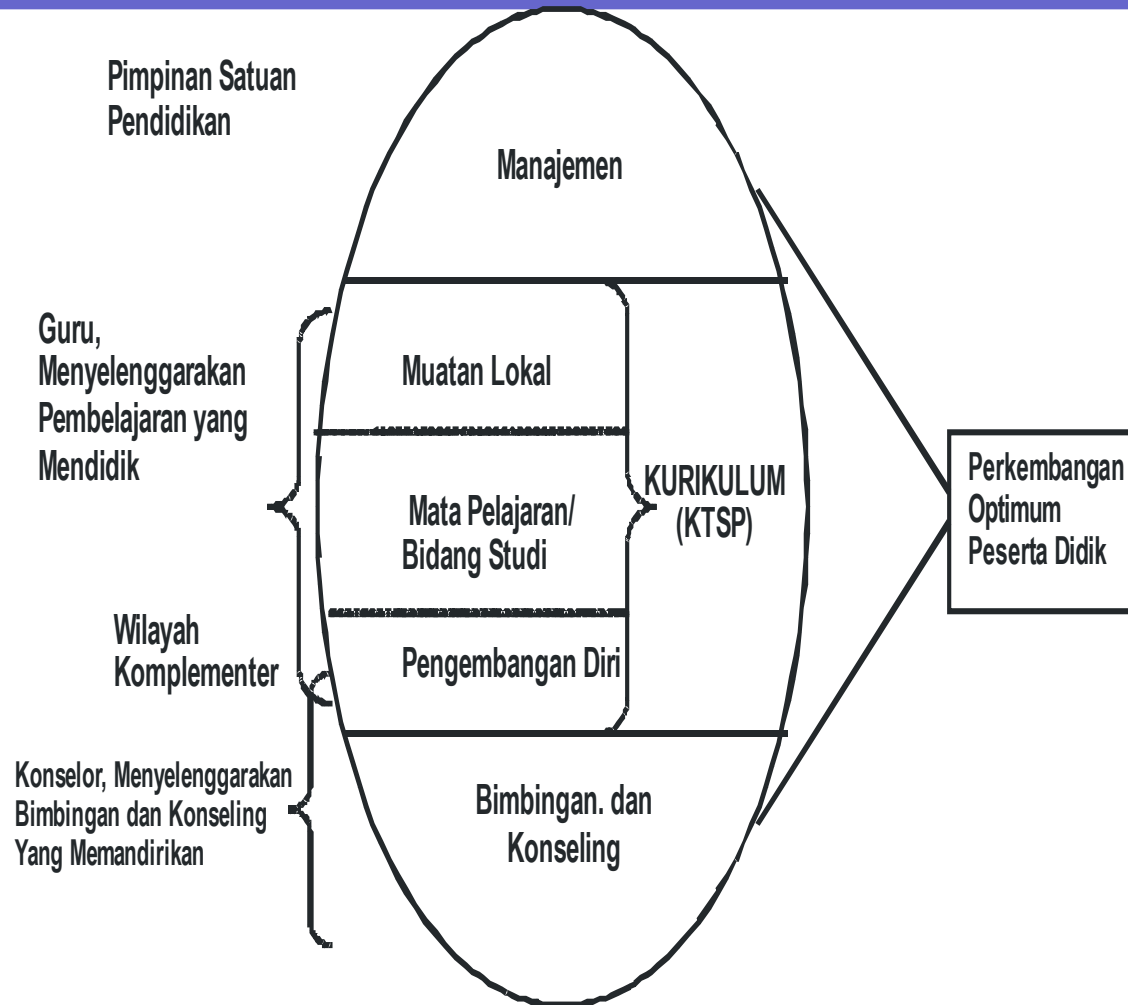 Pimpinan Satuan
Pendidikan
Manajemen
Guru,
Menyelenggarakan
Pembelajaran yang
Mendidik
Muatan Lokal
Mata Pelajaran/
Bidang Studi
KURIKULUM
(KTSP)
Perkembangan
Optimum
Peserta Didik
Wilayah
Komplementer
Pengembangan Diri
Konselor, Menyelenggarakan
Bimbingan dan Konseling
Yang Memandirikan
Bimbingan. dan
Konseling